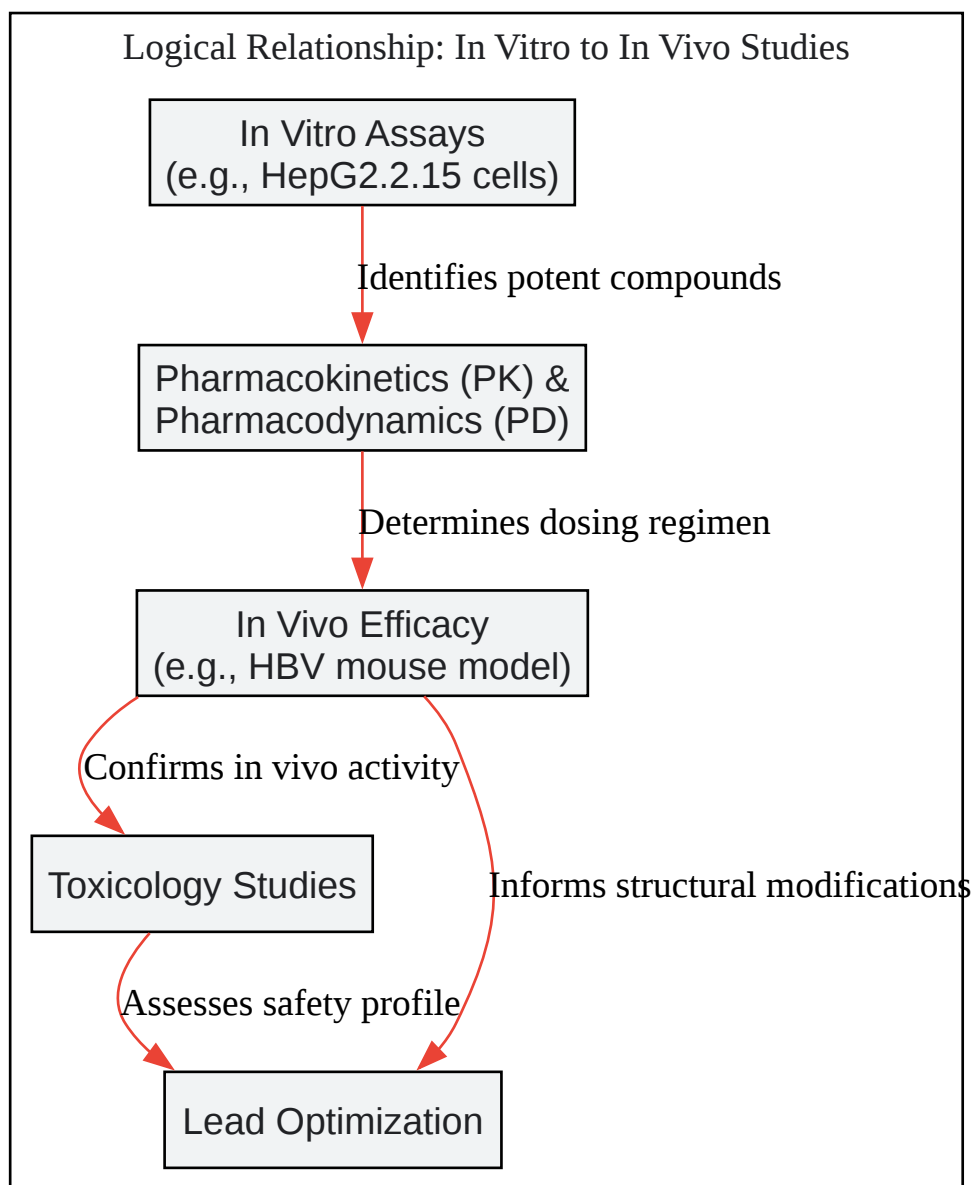 Logical Relationship: In Vitro to In Vivo Studies
In Vitro Assays
(e.g., HepG2.2.15 cells)
Identifies potent compounds
Pharmacokinetics (PK) &
Pharmacodynamics (PD)
Determines dosing regimen
In Vivo Efficacy
(e.g., HBV mouse model)
Confirms in vivo activity
Toxicology Studies
Informs structural modifications
Assesses safety profile
Lead Optimization